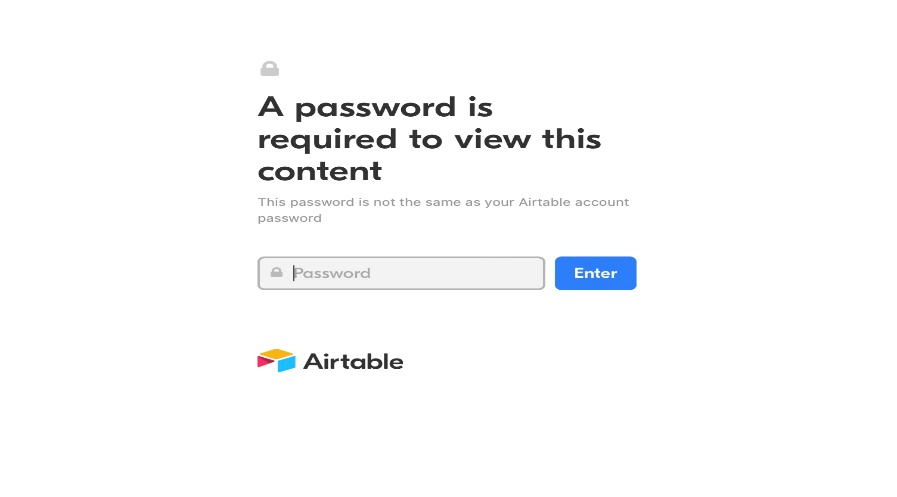 A password is
required to view this
content
This password is not the same as your Airtable account
password
Password
Enter
Airtable